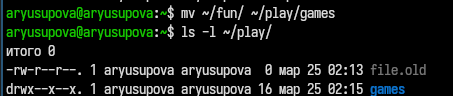 aryusupova@aryusupova:~$ mv ~/fun/ ~/play/games
aryusupova@aryusupova:~$ ls -l ~/play/
итого 0
-rw-r--r--. 1 aryusupova aryusupova  0 мар 25 02:13 file.old
drwx--x--x. 1 aryusupova aryusupova 16 мар 25 02:15 games